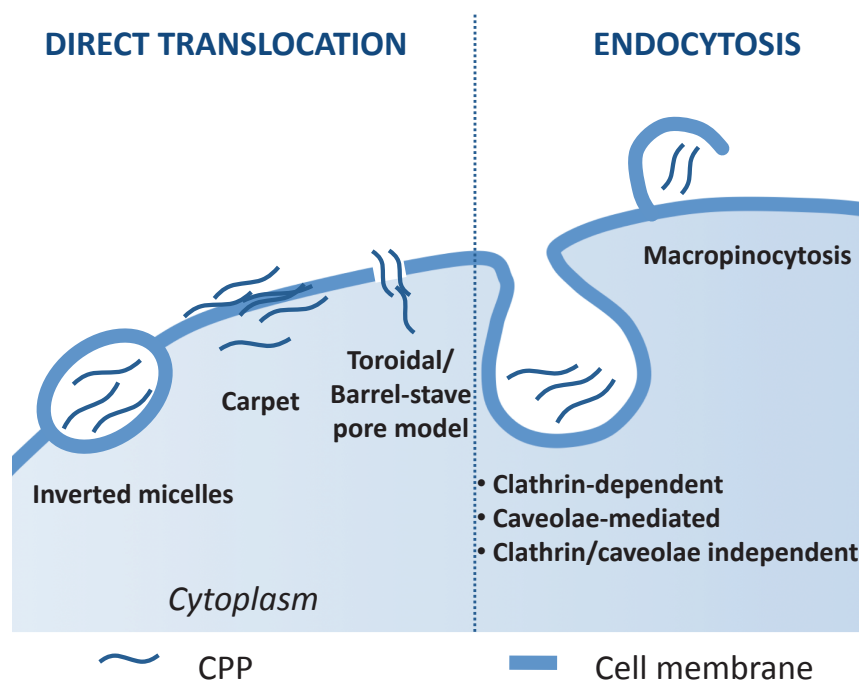 DIRECT TRANSLOCATION
ENDOCYTOSIS
Macropinocytosis
Toroidal/
Barrel-stave
pore model
Carpet
Inverted micelles
• Clathrin-dependent
• Caveolae-mediated
• Clathrin/caveolae independent
Cytoplasm
CPP
Cell membrane